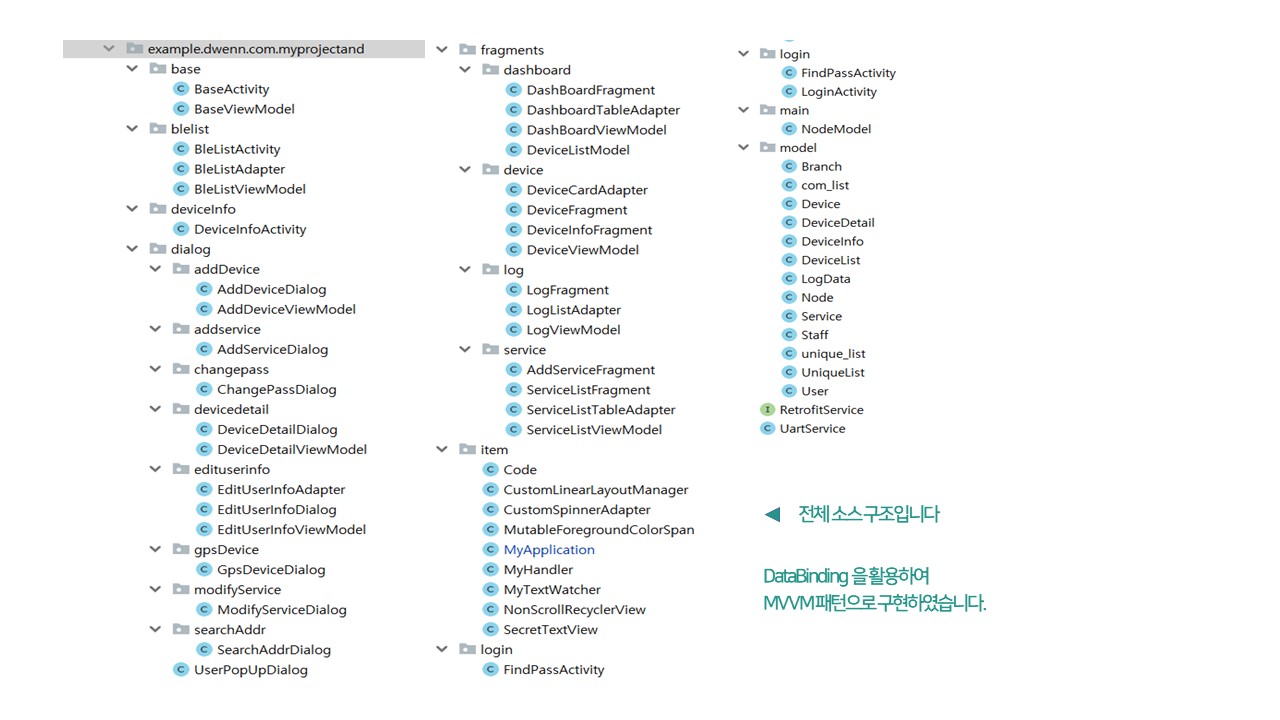 example.dwenn.com.myprojectand
base
BaseActivity
BaseViewModel
blelist
BleListActivity
BleListAdapter
BleListViewModel
deviceInfo
DeviceInfoActivity
dialog
addDevice
AddDeviceDialog
AddDeviceViewModel
addservice
AddServiceDialog
changepass
ChangePassDialog
devicedetail
DeviceDetailDialog
DeviceDetailViewModel
edituserinfo
EditUserInfoAdapter
EditUserInfoDialog
EditUserInfoViewModel
gpsDevice
GpsDeviceDialog
modifyService
ModifyServiceDialog
searchAddr
SearchAddrDialog
UserPopUpDialog
fragments
dashboard
DashBoardFragment
DashboardTableAdapter
DashBoardViewModel
DeviceListModel
device
DeviceCardAdapter
DeviceFragment
DeviceInfoFragment
DeviceViewModel
log
LogFragment
LogListAdapter
LogViewModel
service
AddServiceFragment
ServiceListFragment
ServiceListTableAdapter
ServiceListViewModel
item
Code
CustomLinearLayoutManager
CustomSpinnerAdapter
MutableForegroundColorSpan
MyApplication
MyHandler
MyTextWatcher
NonScrollRecyclerView
SecretTextView
login
FindPassActivity
login
FindPassActivity
LoginActivity
main
NodeModel
model
Branch
com_list
Device
DeviceDetail
DeviceInfo
DeviceList
LogData
Node
Service
Staff
unique_list
UniqueList
User
RetrofitService
UartService
◀ 전체 소스 구조입니다
DataBinding 을 활용하여
MVVM 패턴으로 구현하였습니다.